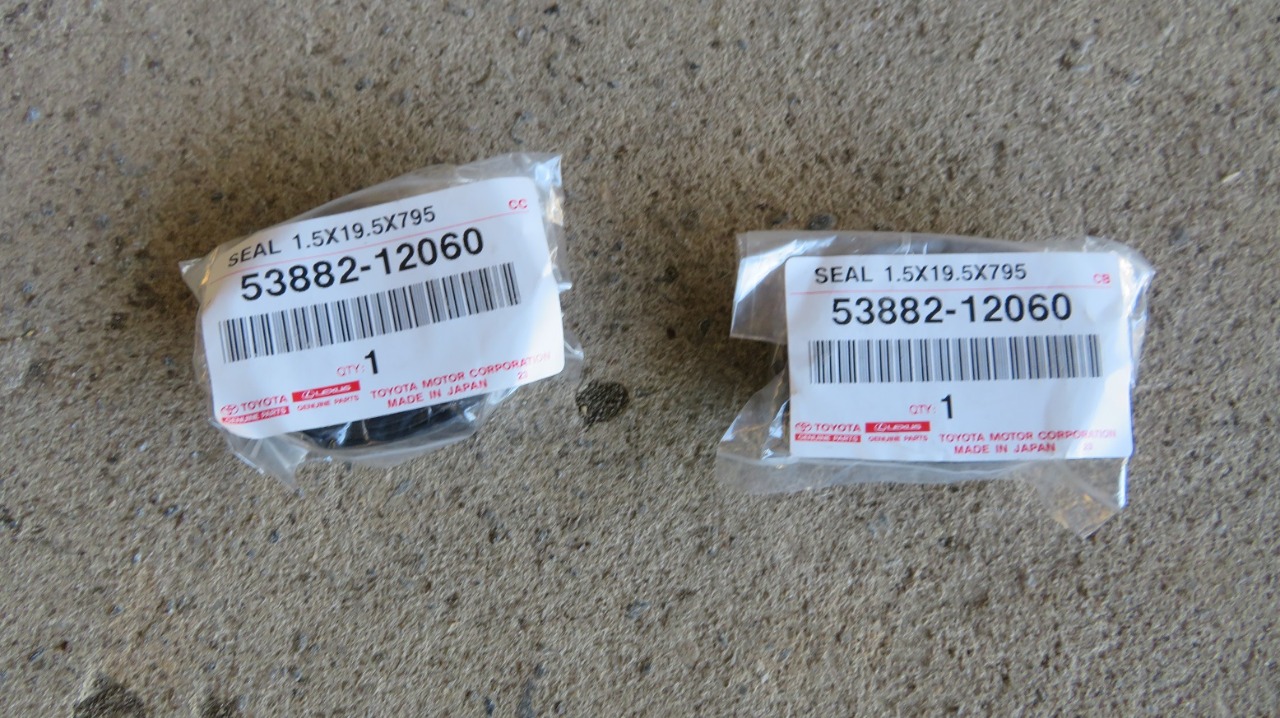 SEAL 1.5X19.5X795
CC
53882-12060
QTY: 1
TOYOTA
GENUINE PARTS
LEXUS
GENUINE PARTS
TOYOTA MOTOR CORPORATION
MADE IN JAPAN
SEAL 1.5X19.5X795
CB
53882-12060
QTY: 1
TOYOTA
GENUINE PARTS
LEXUS
GENUINE PARTS
TOYOTA MOTOR CORPORATION
MADE IN JAPAN